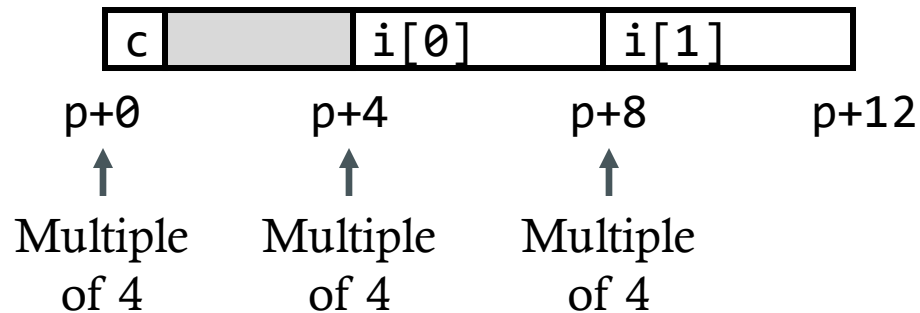 c i[0] i[1]
p+0 p+4 p+8 p+12
Multiple Multiple Multiple
of 4 of 4 of 4